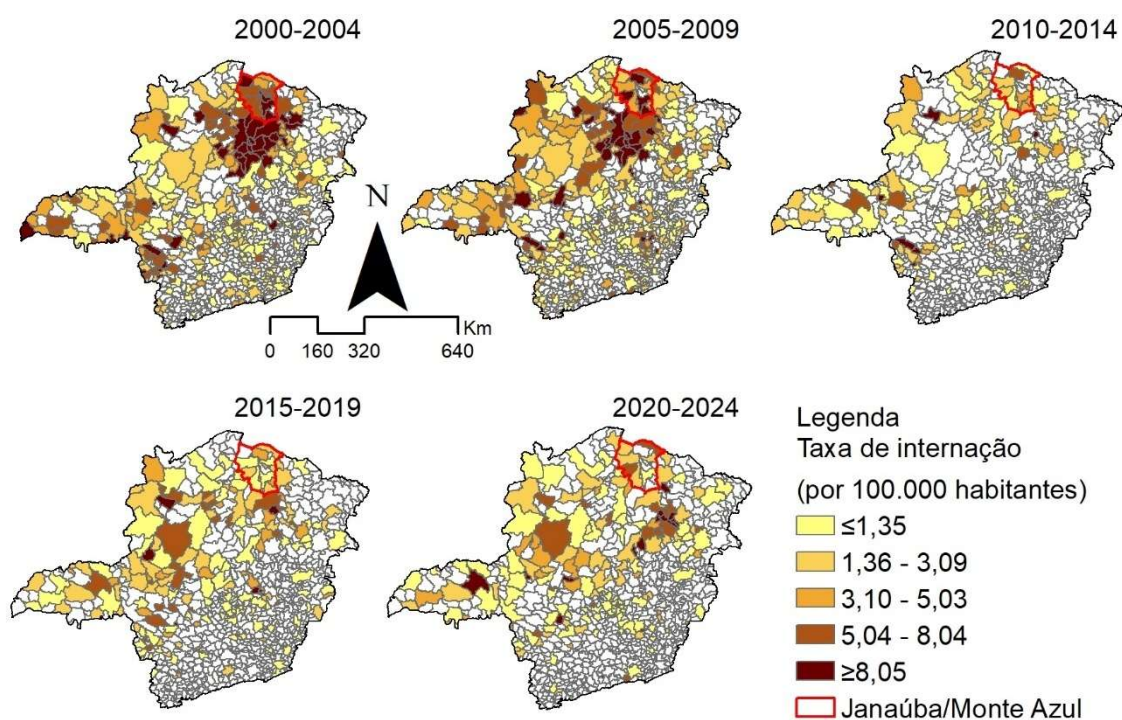 2000-2004
2005-2009
2010-2014
N
Km
0 160 320 640
2015-2019
2020-2024
Legenda
Taxa de internação
(por 100.000 habitantes)
≤1,35
1,36 - 3,09
3,10 - 5,03
5,04 - 8,04
≥8,05
Janaúba/Monte Azul